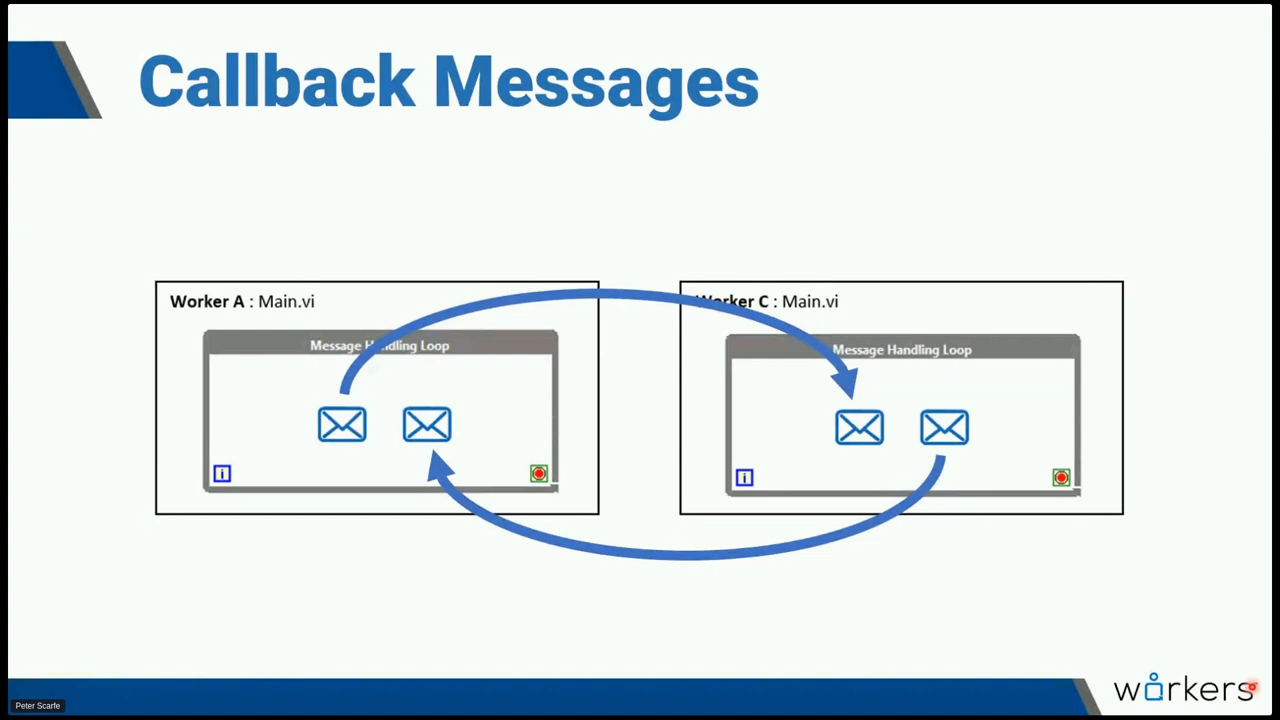 Callback Messages
Worker A : Main.vi
Worker C : Main.vi
Message Handling Loop
Message Handling Loop
i
i
workers
Peter Scarfe